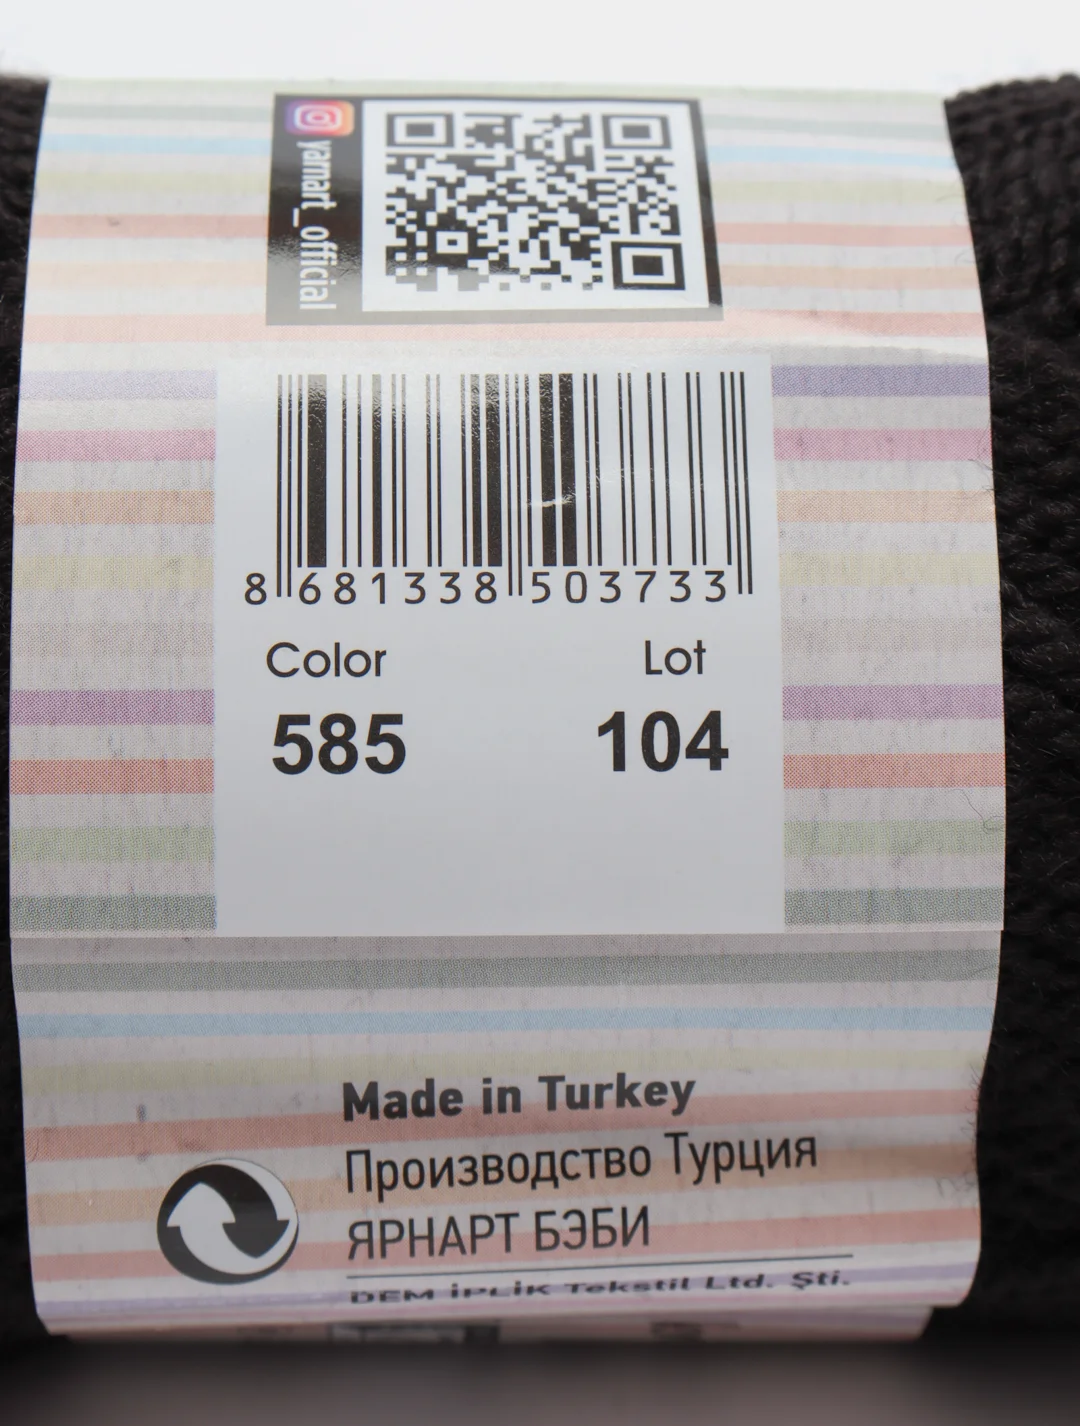 yarnart_official
8 681338 503733
Color Lot
585 104
Made in Turkey
Производство Турция
ЯРНАРТ БЭБИ
DEM İPLİK Tekstil Ltd. Şti.